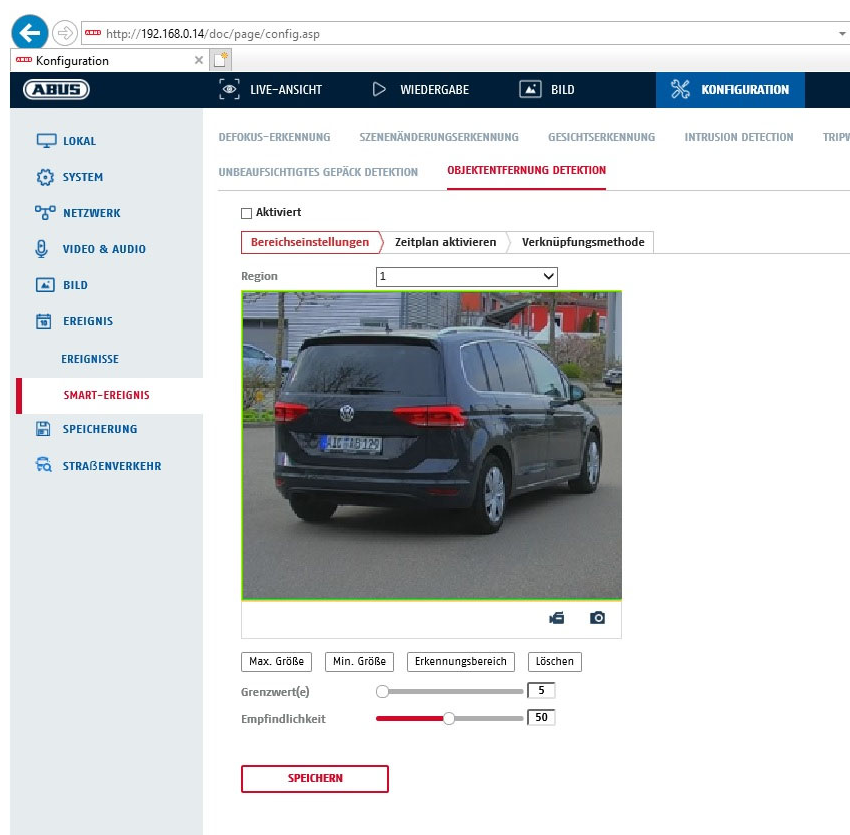 http://192.168.0.14/doc/page/config.asp
Konfiguration
ABUS LIVE-ANSICHT WIEDERGABE BILD KONFIGURATION
LOKAL
SYSTEM
NETZWERK
VIDEO & AUDIO
BILD
EREIGNIS
EREIGNISSE
SMART-EREIGNIS
SPEICHERUNG
STRAßENVERKEHR
DEFOKUS-ERKENNUNG SZENENÄNDERUNGSERKENNUNG GESICHTSERKENNUNG INTRUSION DETECTION TRIPW
UNBEAUFSICHTIGTES GEPÄCK DETEKTION OBJEKTENTFERNUNG DETEKTION
Aktiviert
Bereichseinstellungen Zeitplan aktivieren Verknüpfungsmethode
Region 1
Max. Größe Min. Größe Erkennungsbereich Löschen
Grenzwert(e) 5
Empfindlichkeit 50
SPEICHERN